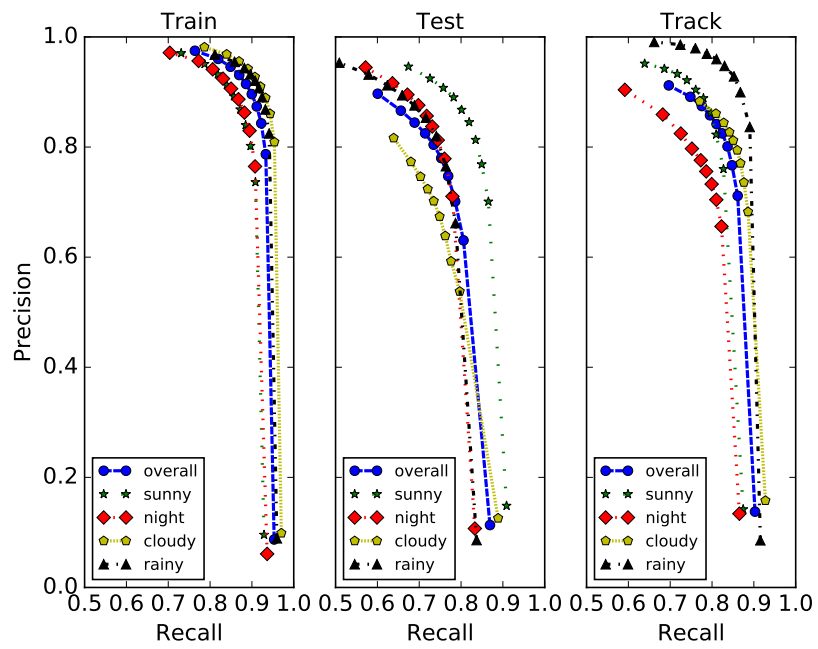 Train Test Track
1.0
0.8
0.6
0.4
0.2
0.0
Precision
overall
sunny
night
cloudy
rainy
overall
sunny
night
cloudy
rainy
overall
sunny
night
cloudy
rainy
0.5 0.6 0.7 0.8 0.9 1.0
0.5 0.6 0.7 0.8 0.9 1.0
0.5 0.6 0.7 0.8 0.9 1.0
Recall Recall Recall